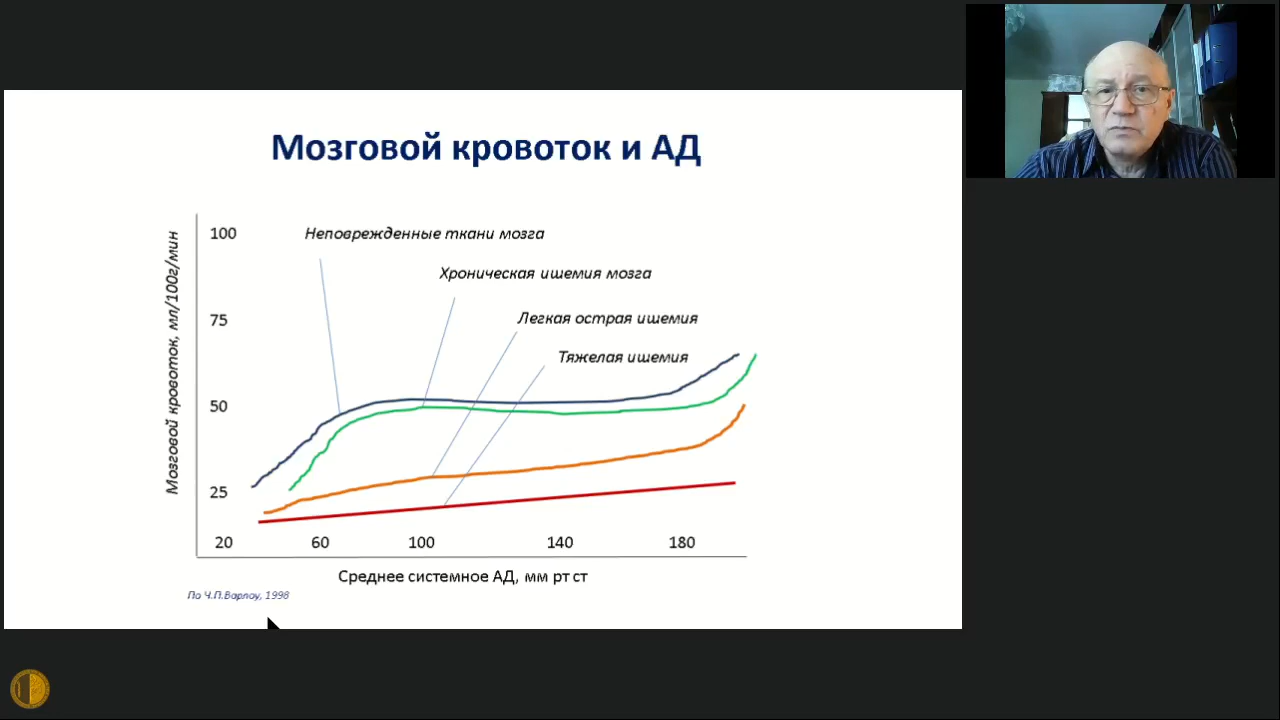 Мозговой кровоток и АД
Мозговой кровоток, мл/100г/мин
100
75
50
25
Неповрежденные ткани мозга
Хроническая ишемия мозга
Легкая острая ишемия
Тяжелая ишемия
20 60 100 140 180
Среднее системное АД, мм рт ст
По Ч.П.Варлоу, 1998